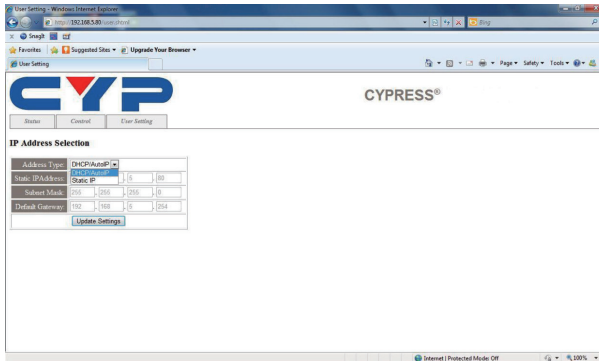 User Setting - Windows Internet Explorer
http://192.168.5.80/user.shtml
Bing
x SnagIt
Favorites Suggested Sites Upgrade Your Browser
User Setting
Page Safety Tools
CYP
CYPRESS®
Status Control User Setting
IP Address Selection
Address Type: DHCP/AutoIP
DHCP/AutoIP
Static IP
Static IPAddress: . 5 . 80
Subnet Mask: 255 . 255 . 255 . 0
Default Gateway: 192 . 168 . 5 . 254
Update Settings
Internet | Protected Mode: Off 100%